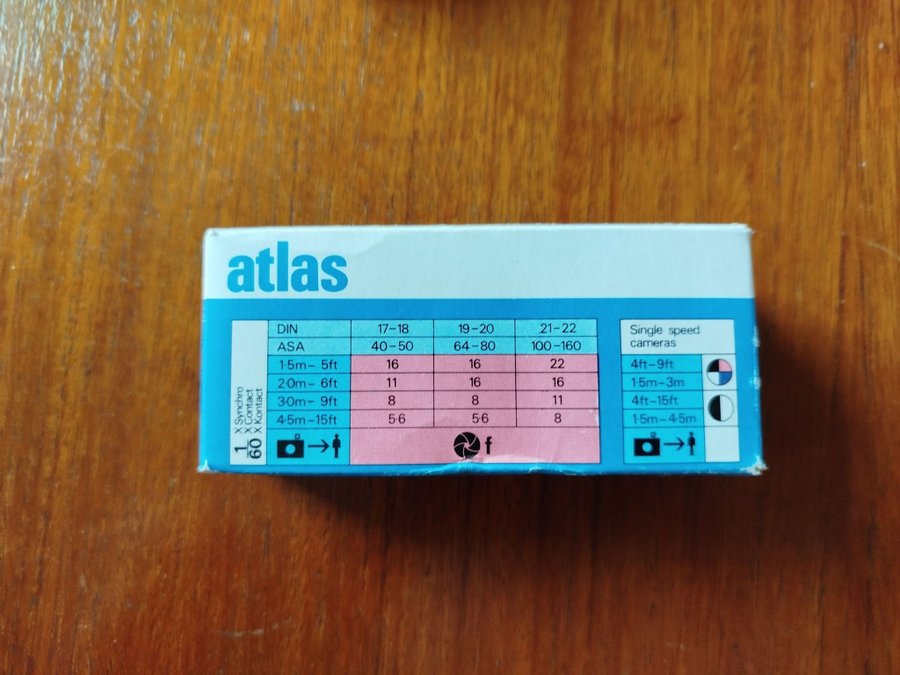 atlas
1/60 X Synchro
X Contact
X Kontakt
DIN 17-18 19-20 21-22
ASA 40-50 64-80 100-160
1·5m- 5ft 16 16 22
2·0m- 6ft 11 16 16
3·0m- 9ft 8 8 11
4·5m-15ft 5·6 5·6 8
f
Single speed
cameras
4ft-9ft
1·5m-3m
4ft-15ft
1·5m-4·5m